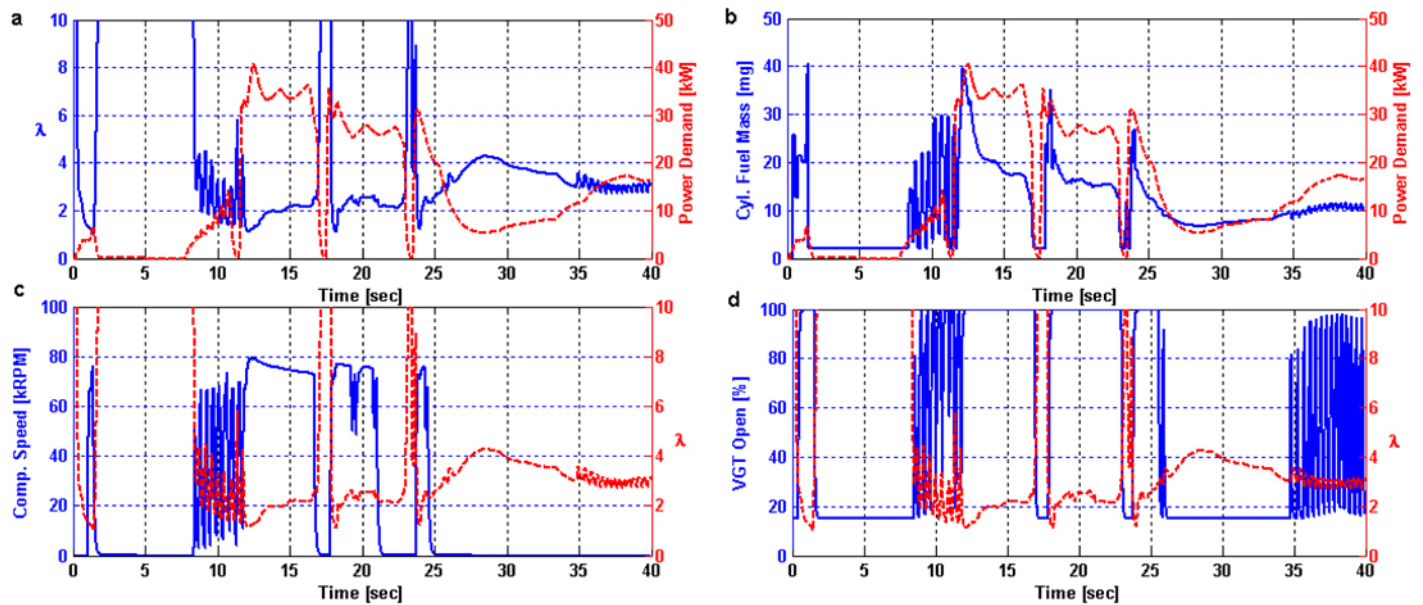 a
10
8
6
4
2
0
λ
50
40
30
20
10
0
Power Demand [kW]
0 5 10 15 20 25 30 35 40
Time [sec]
b
50
40
30
20
10
0
Cyl. Fuel Mass [mg]
50
40
30
20
10
0
Power Demand [kW]
0 5 10 15 20 25 30 35 40
Time [sec]
c
100
80
60
40
20
0
Comp. Speed [kRPM]
10
8
6
4
2
0
λ
0 5 10 15 20 25 30 35 40
Time [sec]
d
100
80
60
40
20
0
VGT Open [%]
10
8
6
4
2
0
λ
0 5 10 15 20 25 30 35 40
Time [sec]